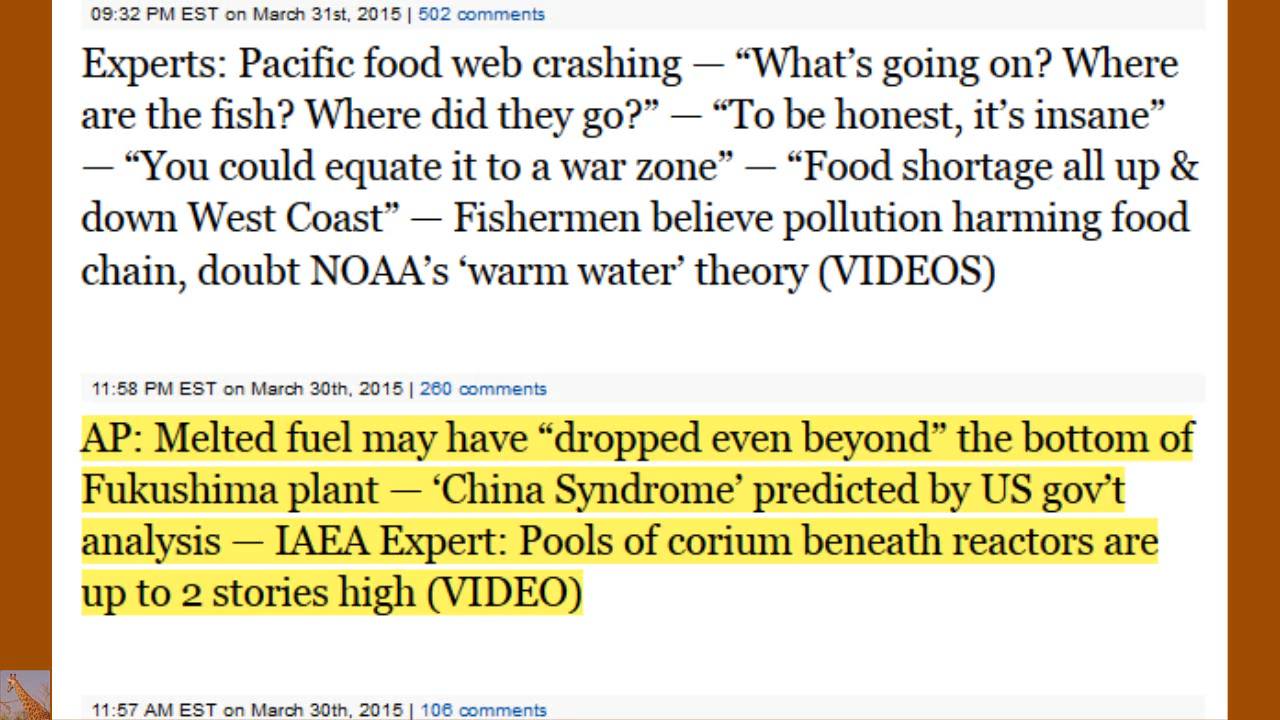 09:32 PM EST on March 31st, 2015 | 502 comments
Experts: Pacific food web crashing — “What’s going on? Where
are the fish? Where did they go?” — “To be honest, it’s insane”
— “You could equate it to a war zone” — “Food shortage all up &
down West Coast” — Fishermen believe pollution harming food
chain, doubt NOAA’s ‘warm water’ theory (VIDEOS)
11:58 PM EST on March 30th, 2015 | 260 comments
AP: Melted fuel may have “dropped even beyond” the bottom of
Fukushima plant — ‘China Syndrome’ predicted by US gov’t
analysis — IAEA Expert: Pools of corium beneath reactors are
up to 2 stories high (VIDEO)
11:57 AM EST on March 30th, 2015 | 106 comments